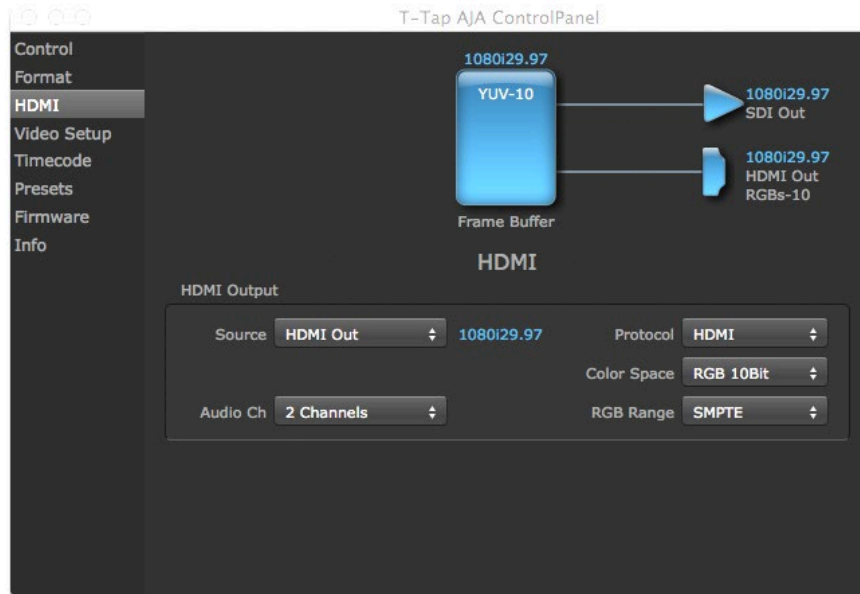 T-Tap AJA ControlPanel
Control
Format
HDMI
Video Setup
Timecode
Presets
Firmware
Info
1080i29.97
YUV-10
Frame Buffer
1080i29.97
SDI Out
1080i29.97
HDMI Out
RGBs-10
HDMI
HDMI Output
Source HDMI Out 1080i29.97 Protocol HDMI
Color Space RGB 10Bit
Audio Ch 2 Channels RGB Range SMPTE